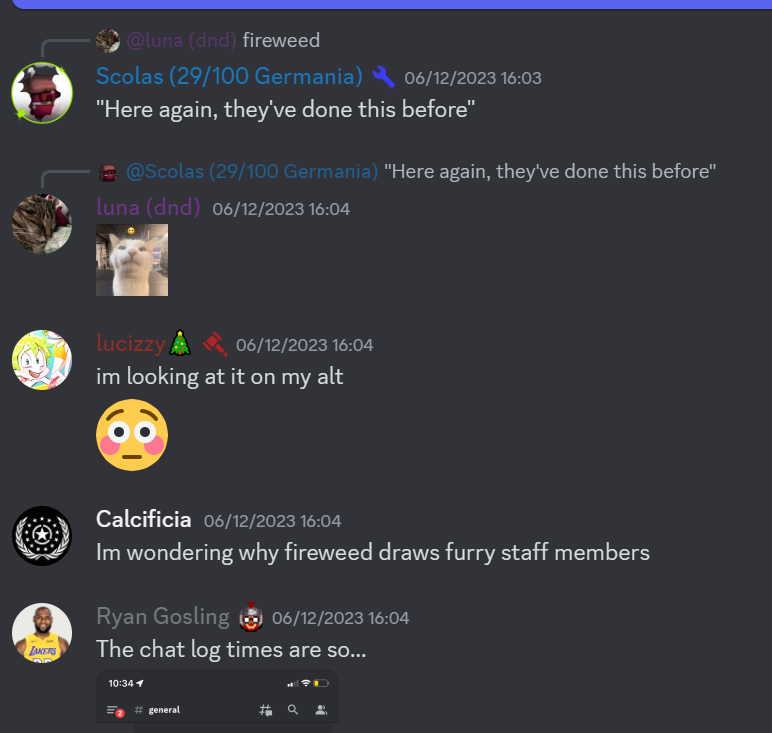 @luna (dnd) fireweed
Scolas (29/100 Germania) 06/12/2023 16:03
"Here again, they've done this before"
@Scolas (29/100 Germania) "Here again, they've done this before"
luna (dnd) 06/12/2023 16:04
lucizzy 06/12/2023 16:04
im looking at it on my alt
Calcificia 06/12/2023 16:04
Im wondering why fireweed draws furry staff members
Ryan Gosling 06/12/2023 16:04
LAKERS
The chat log times are so...
10:34
2 # general